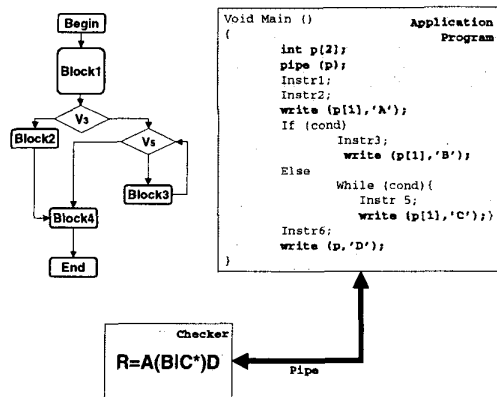 Begin
Block1
V3
Block2
V5
Block3
Block4
End
Void Main ()
Application
Program
{
int p[2];
pipe (p);
Instr1;
Instr2;
write (p[1],'A');
If (cond)
Instr3;
write (p[1],'B');
Else
While (cond){
Instr 5;
write (p[1],'C');}
Instr6;
write (p,'D');
}
Checker
R=A(B|C*)D
Pipe